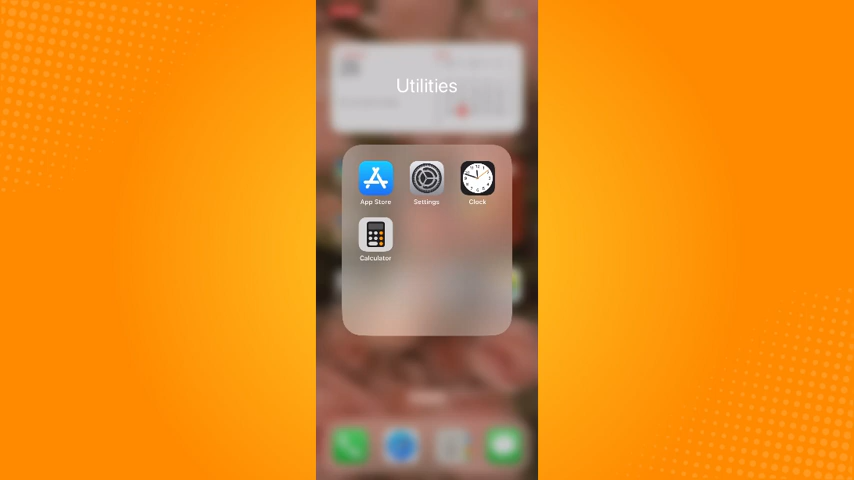 Utilities
App Store
Settings
Clock
Calculator